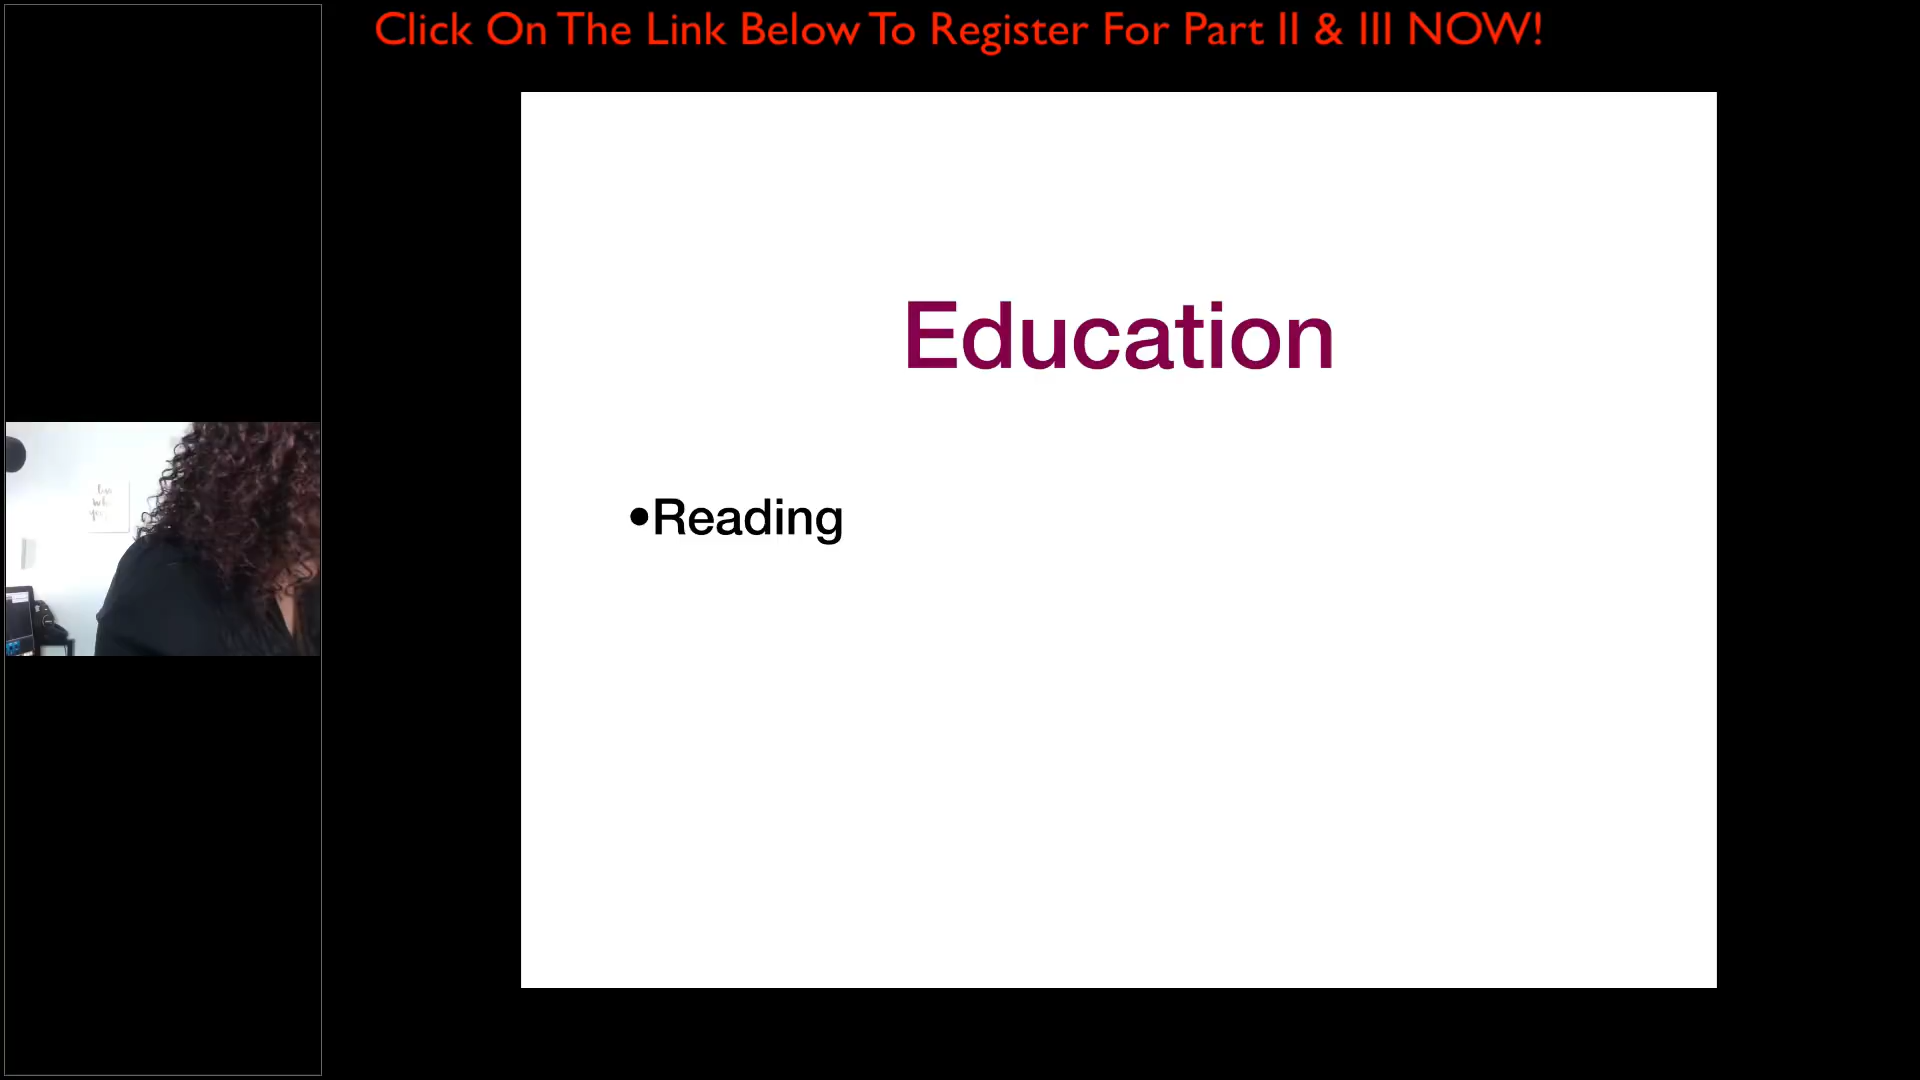 Click On The Link Below To Register For Part II & III NOW!
Education
•Reading